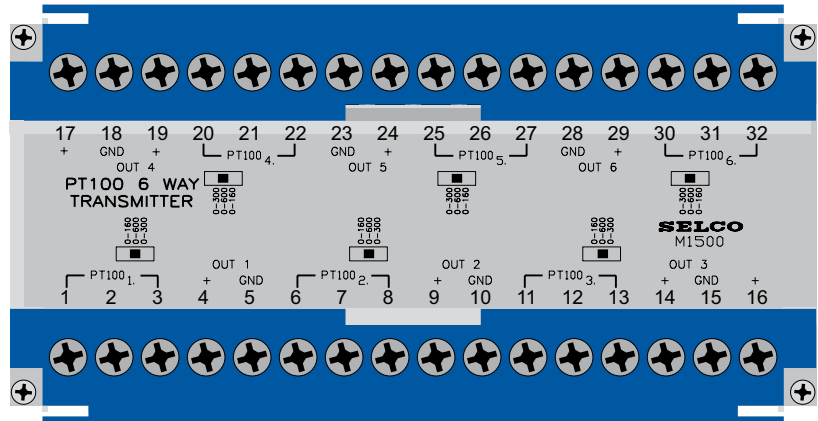 17 18 19 20 21 22 23 24 25 26 27 28 29 30 31 32
+ GND + PT100 4. GND + PT100 5. GND + PT100 6.
OUT 4 OUT 5 OUT 6
PT100 6 WAY
TRANSMITTER
0-300
0-600
0-160
0-300
0-600
0-160
0-300
0-600
0-160
0-160
0-600
0-300
0-160
0-600
0-300
0-160
0-600
0-300
SELCO
M1500
OUT 1 OUT 2 OUT 3
PT100 1. + GND PT100 2. + GND PT100 3. + GND +
1 2 3 4 5 6 7 8 9 10 11 12 13 14 15 16